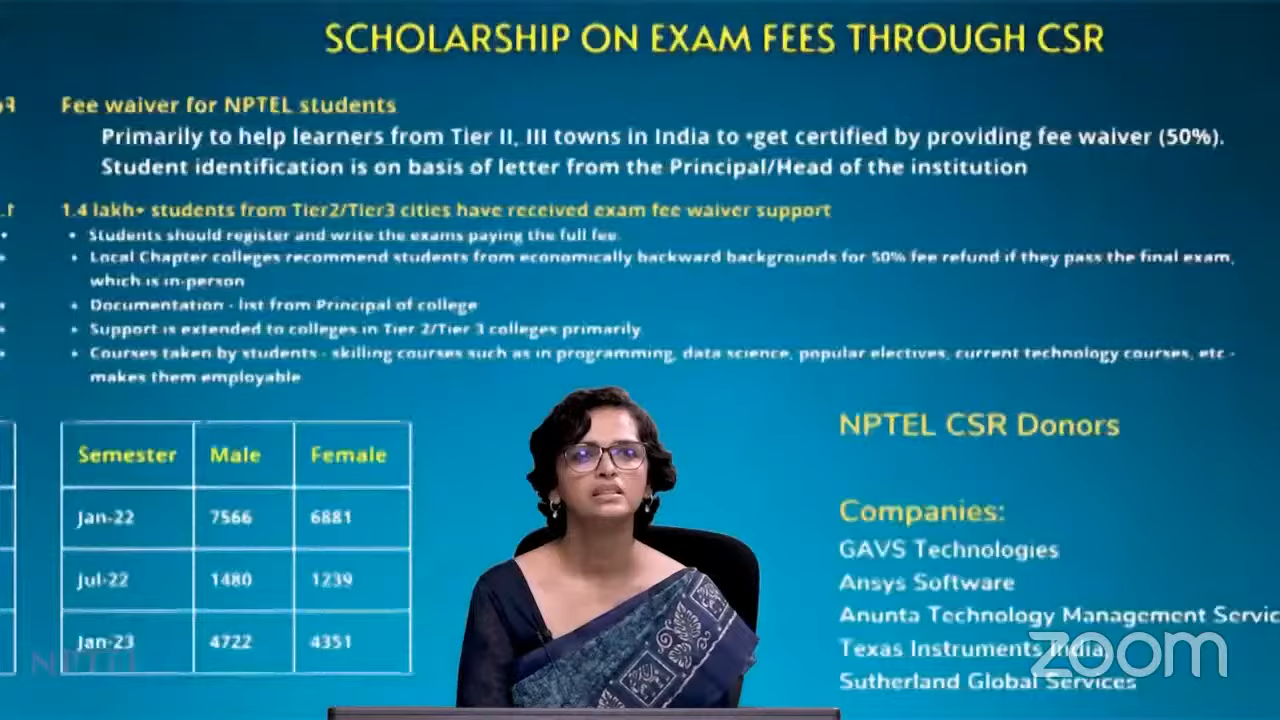 SCHOLARSHIP ON EXAM FEES THROUGH CSR
Fee waiver for NPTEL students
Primarily to help learners from Tier II, III towns in India to •get certified by providing fee waiver (50%).
Student identification is on basis of letter from the Principal/Head of the institution
1.4 lakh+ students from Tier2/Tier3 cities have received exam fee waiver support
• Students should register and write the exams paying the full fee.
• Local Chapter colleges recommend students from economically backward backgrounds for 50% fee refund if they pass the final exam,
which is in-person
• Documentation - list from Principal of college
• Support is extended to colleges in Tier 2/Tier 3 colleges primarily
• Courses taken by students - skilling courses such as in programming, data science, popular electives, current technology courses, etc -
makes them employable
Semester Male Female
Jan-22 7566 6881
Jul-22 1480 1239
Jan-23 4722 4351
NPTEL CSR Donors
Companies:
GAVS Technologies
Ansys Software
Anunta Technology Management Servic
Texas Instruments India
Sutherland Global Services
NPTEL
zoom